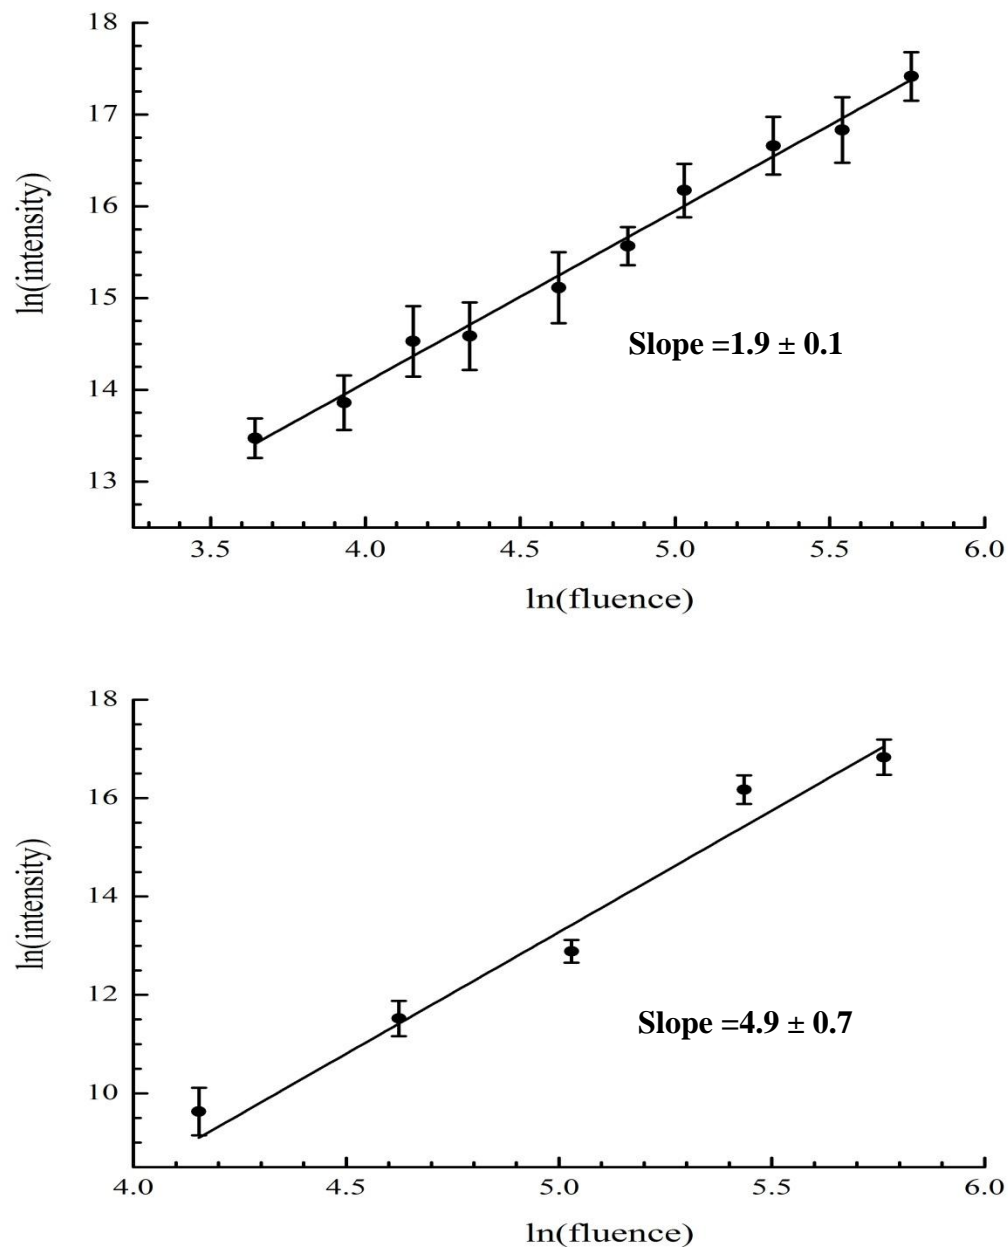 18
17
16
15
14
13
ln(intensity)
Slope =1.9 ± 0.1
3.5 4.0 4.5 5.0 5.5 6.0
ln(fluence)
18
16
14
12
10
ln(intensity)
Slope =4.9 ± 0.7
4.0 4.5 5.0 5.5 6.0
ln(fluence)